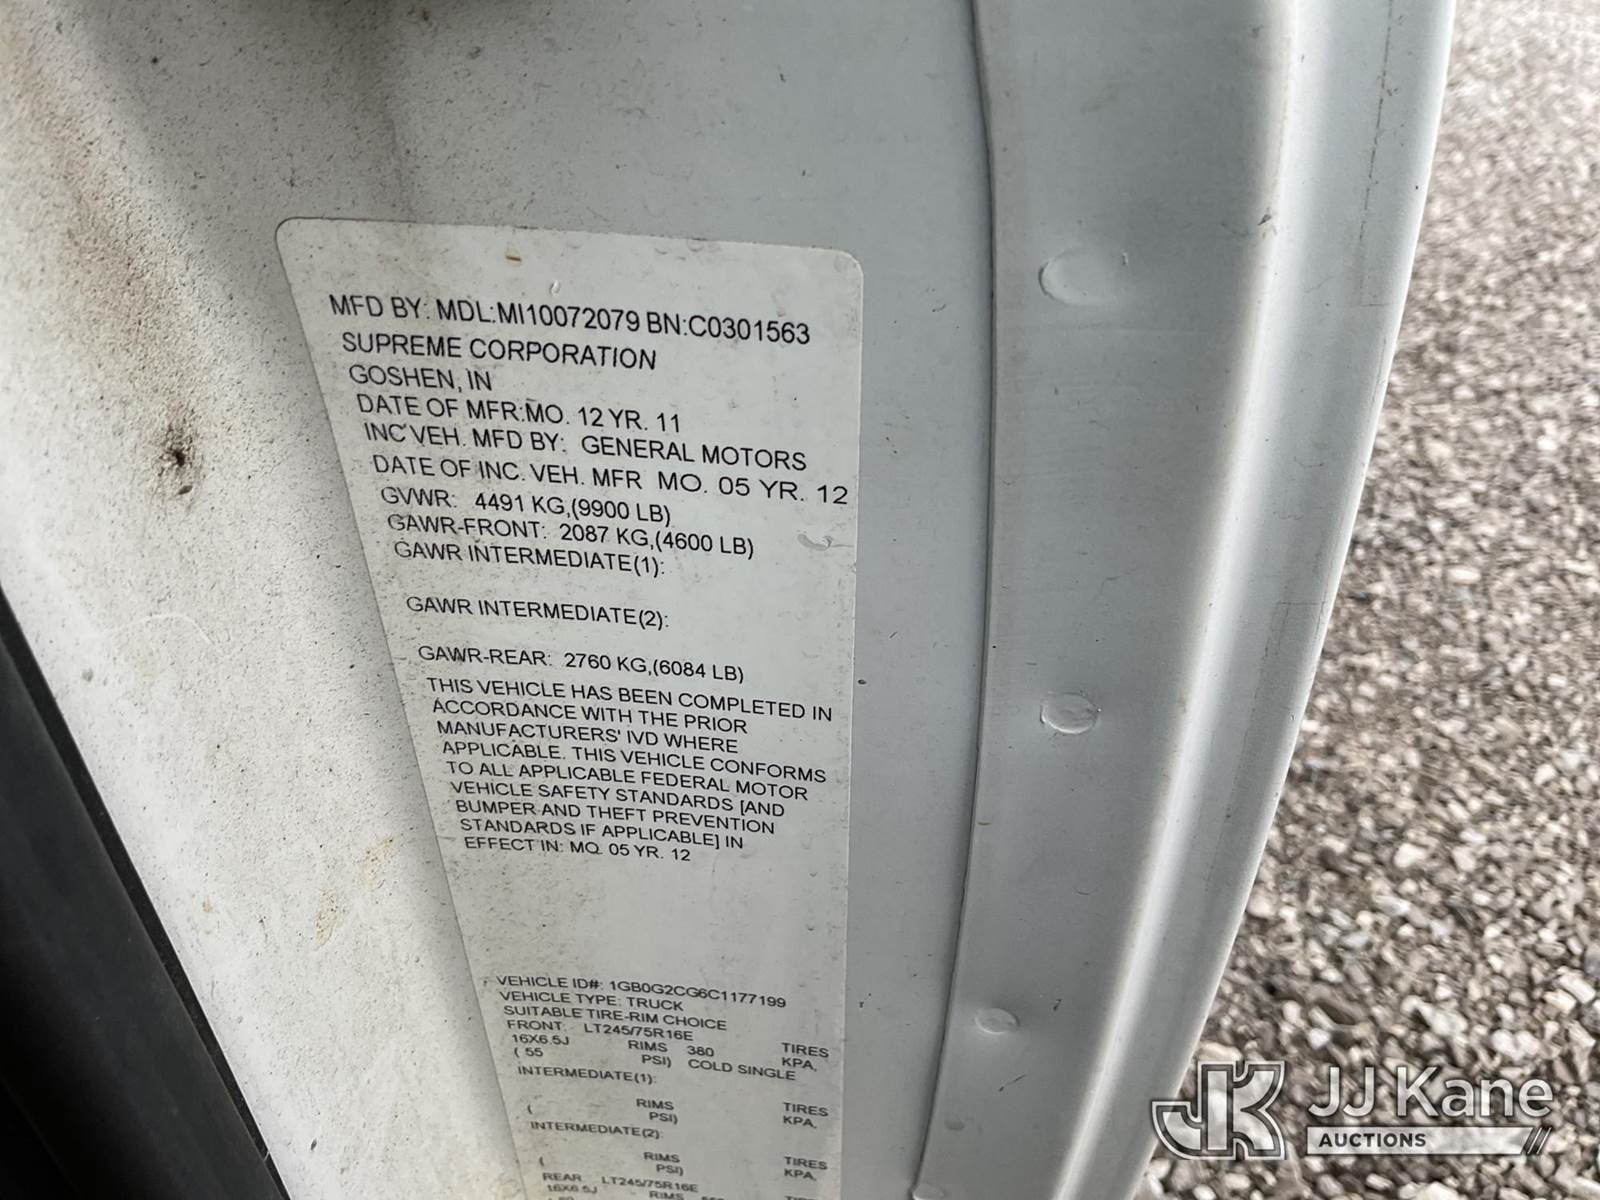 MFD BY: MDL:MI10072079 BN:C0301563
SUPREME CORPORATION
GOSHEN, IN
DATE OF MFR:MO. 12 YR. 11
INC VEH. MFD BY: GENERAL MOTORS
DATE OF INC. VEH. MFR MO. 05 YR. 12
GVWR: 4491 KG,(9900 LB)
GAWR-FRONT: 2087 KG,(4600 LB)
GAWR INTERMEDIATE(1):
GAWR INTERMEDIATE(2):
GAWR-REAR: 2760 KG,(6084 LB)
THIS VEHICLE HAS BEEN COMPLETED IN
ACCORDANCE WITH THE PRIOR
MANUFACTURERS' IVD WHERE
APPLICABLE. THIS VEHICLE CONFORMS
TO ALL APPLICABLE FEDERAL MOTOR
VEHICLE SAFETY STANDARDS [AND
BUMPER AND THEFT PREVENTION
STANDARDS IF APPLICABLE] IN
EFFECT IN: MO. 05 YR. 12
VEHICLE ID#: 1GB0G2CG6C1177199
VEHICLE TYPE: TRUCK
SUITABLE TIRE-RIM CHOICE
FRONT: LT245/75R16E TIRES
16X6.5J RIMS 380 KPA,
( 55 PSI) COLD SINGLE
INTERMEDIATE(1):
TIRES
RIMS KPA,
( PSI)
INTERMEDIATE(2):
TIRES
RIMS KPA,
( PSI)
REAR LT245/75R16E
16X6.5J RIMS
JK JJ Kane
AUCTIONS